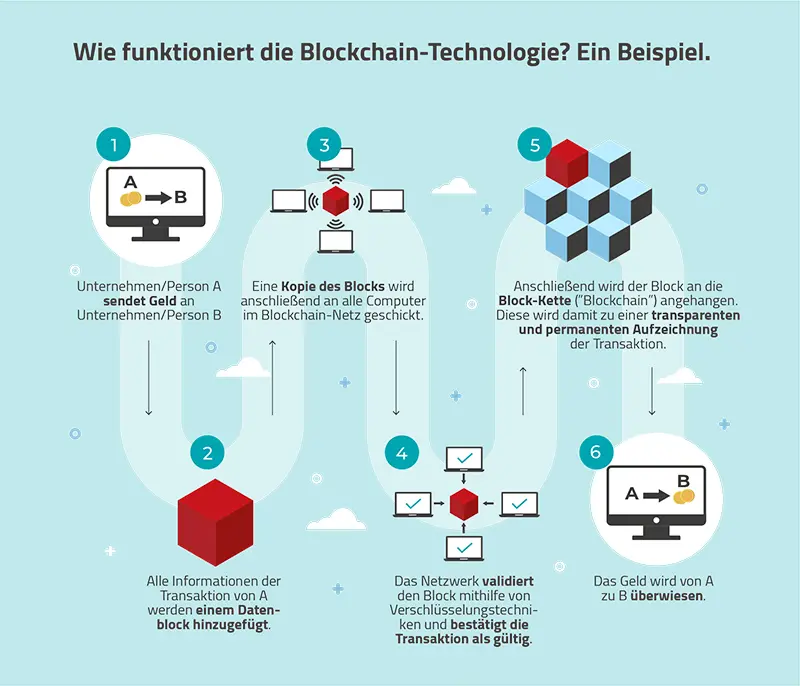 Wie funktioniert die Blockchain-Technologie? Ein Beispiel.
1
A
B
Unternehmen/Person A
sendet Geld an
Unternehmen/Person B
2
Alle Informationen der
Transaktion von A
werden einem Daten-
block hinzugefügt.
3
Eine Kopie des Blocks wird
anschließend an alle Computer
im Blockchain-Netz geschickt.
4
Das Netzwerk validiert
den Block mithilfe von
Verschlüsselungstechni-
ken und bestätigt die
Transaktion als gültig.
5
Anschließend wird der Block an die
Block-Kette ("Blockchain") angehangen.
Diese wird damit zu einer transparenten
und permanenten Aufzeichnung
der Transaktion.
6
A
B
Das Geld wird von A
zu B überwiesen.